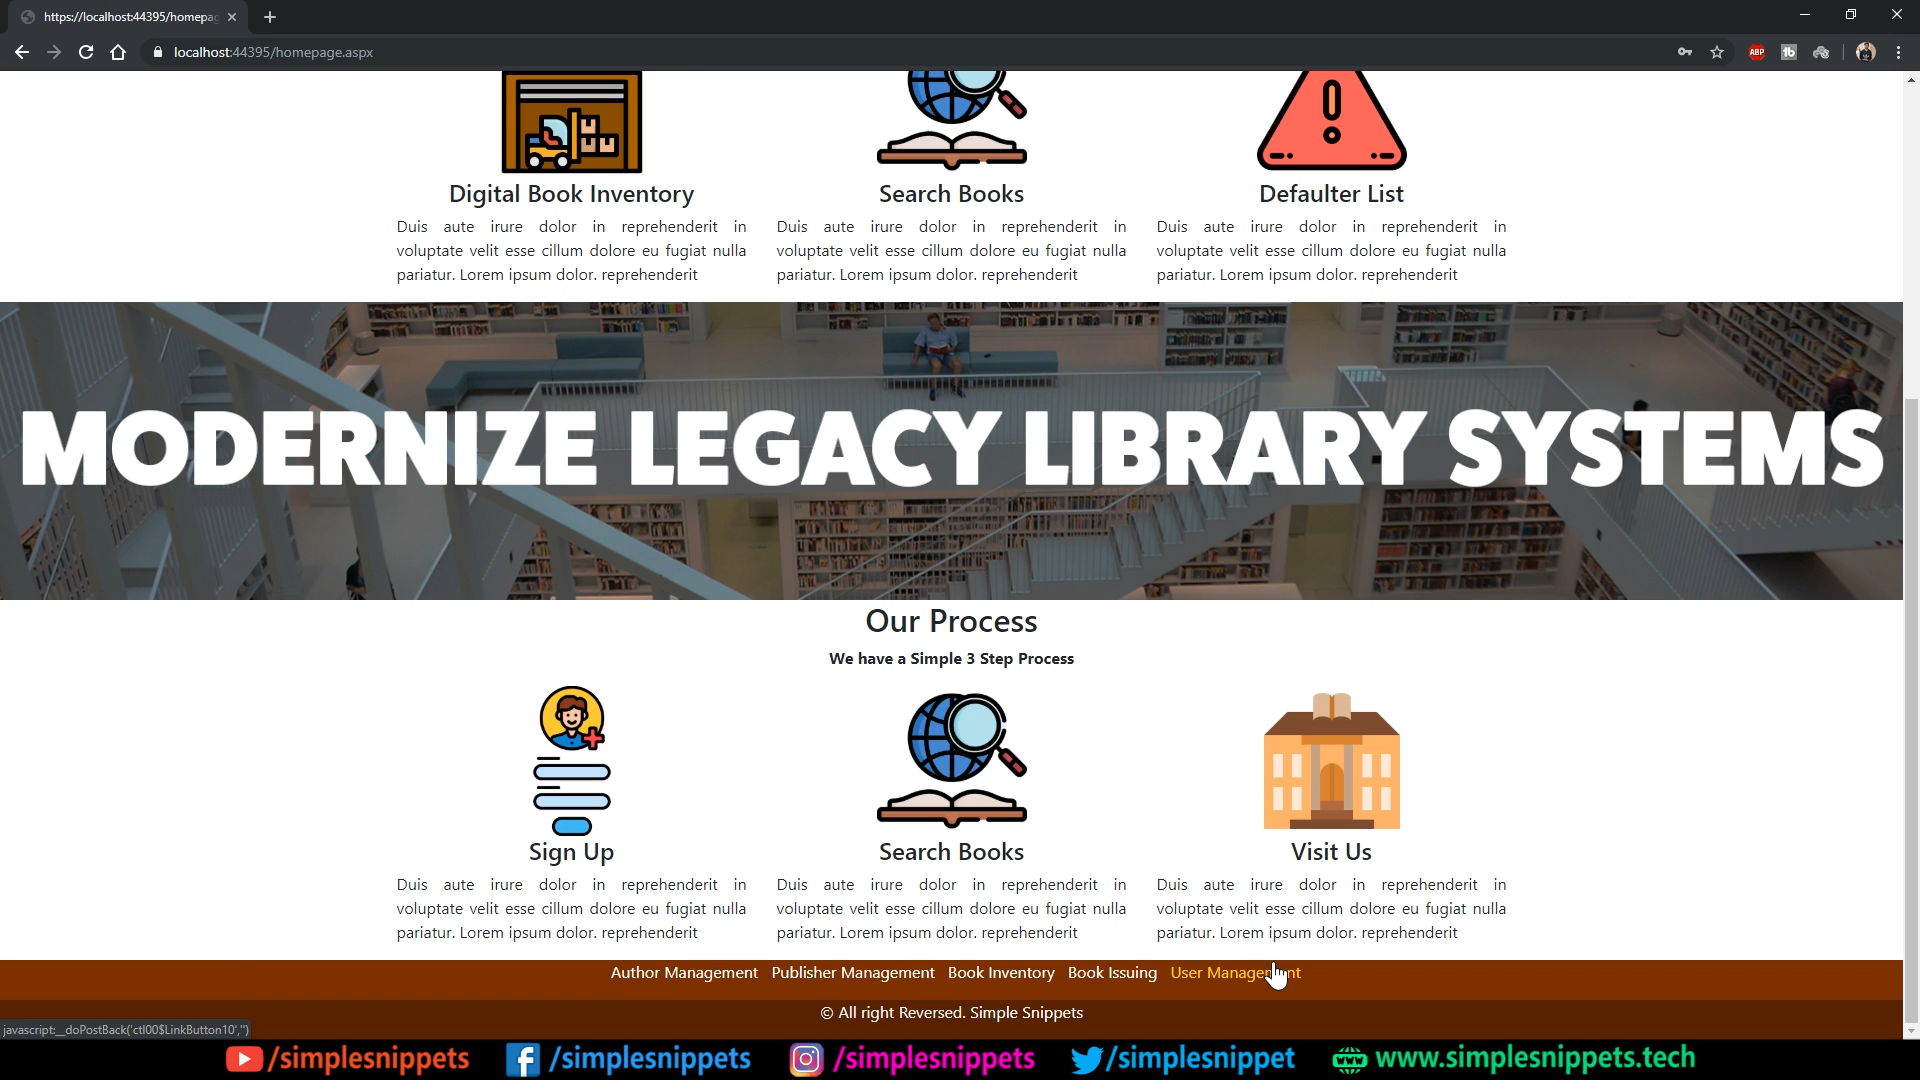 https://localhost:44395/homepa
localhost:44395/homepage.aspx
ABP
Digital Book Inventory
Duis aute irure dolor in reprehenderit in
voluptate velit esse cillum dolore eu fugiat nulla
pariatur. Lorem ipsum dolor. reprehenderit
Search Books
Duis aute irure dolor in reprehenderit in
voluptate velit esse cillum dolore eu fugiat nulla
pariatur. Lorem ipsum dolor. reprehenderit
Defaulter List
Duis aute irure dolor in reprehenderit in
voluptate velit esse cillum dolore eu fugiat nulla
pariatur. Lorem ipsum dolor. reprehenderit
MODERNIZE LEGACY LIBRARY SYSTEMS
Our Process
We have a Simple 3 Step Process
Sign Up
Duis aute irure dolor in reprehenderit in
voluptate velit esse cillum dolore eu fugiat nulla
pariatur. Lorem ipsum dolor. reprehenderit
Search Books
Duis aute irure dolor in reprehenderit in
voluptate velit esse cillum dolore eu fugiat nulla
pariatur. Lorem ipsum dolor. reprehenderit
Visit Us
Duis aute irure dolor in reprehenderit in
voluptate velit esse cillum dolore eu fugiat nulla
pariatur. Lorem ipsum dolor. reprehenderit
Author Management Publisher Management Book Inventory Book Issuing User Management
© All right Reversed. Simple Snippets
javascript:__doPostBack('ctl00$LinkButton10','')
/simplesnippets /simplesnippets /simplesnippets /simplesnippet www.simplesnippets.tech